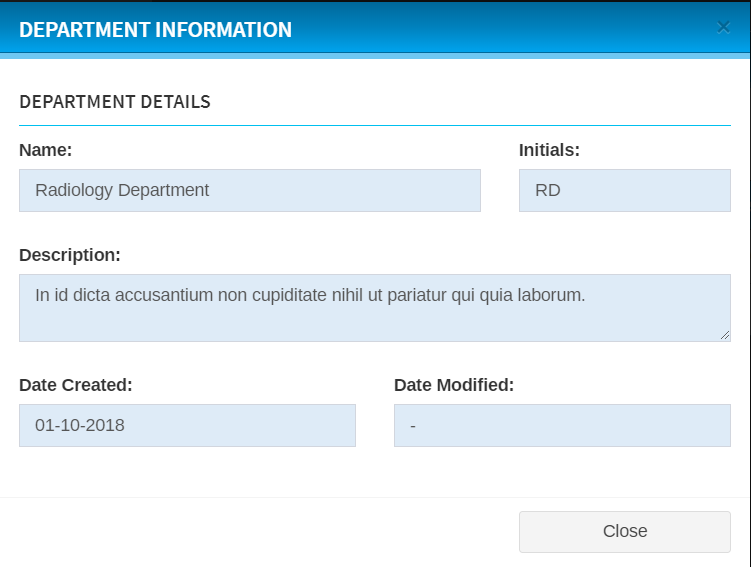 DEPARTMENT INFORMATION ×
DEPARTMENT DETAILS
Name: Initials:
Radiology Department RD
Description:
In id dicta accusantium non cupiditate nihil ut pariatur qui quia laborum.
Date Created: Date Modified:
01-10-2018 -
Close